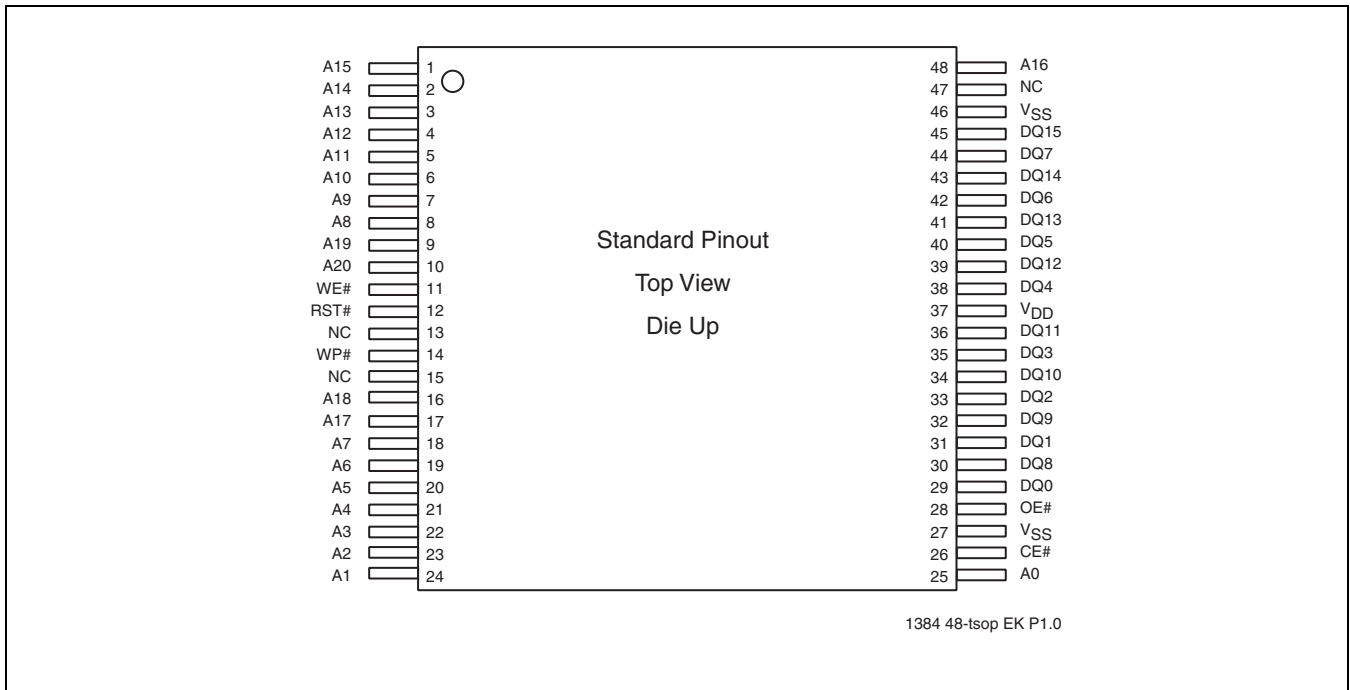 A15 1 48 A16
A14 2 47 NC
A13 3 46 VSS
A12 4 45 DQ15
A11 5 44 DQ7
A10 6 43 DQ14
A9 7 42 DQ6
A8 8 41 DQ13
A19 9 40 DQ5
A20 10 39 DQ12
WE# 11 38 DQ4
RST# 12 37 VDD
NC 13 36 DQ11
WP# 14 35 DQ3
NC 15 34 DQ10
A18 16 33 DQ2
A17 17 32 DQ9
A7 18 31 DQ1
A6 19 30 DQ8
A5 20 29 DQ0
A4 21 28 OE#
A3 22 27 VSS
A2 23 26 CE#
A1 24 25 A0
Standard Pinout
Top View
Die Up
1384 48-tsop EK P1.0